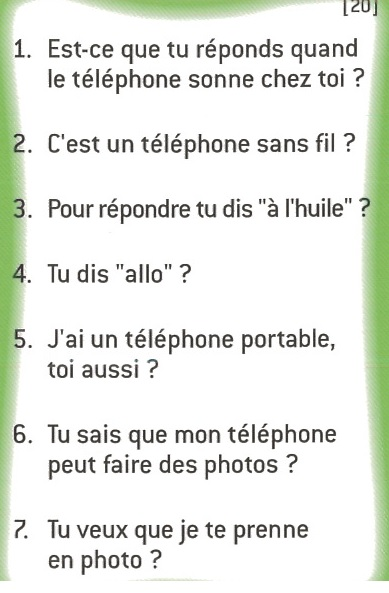 [20]
1. Est-ce que tu réponds quand
le téléphone sonne chez toi ?
2. C'est un téléphone sans fil ?
3. Pour répondre tu dis "à l'huile" ?
4. Tu dis "allo" ?
5. J'ai un téléphone portable,
toi aussi ?
6. Tu sais que mon téléphone
peut faire des photos ?
7. Tu veux que je te prenne
en photo ?